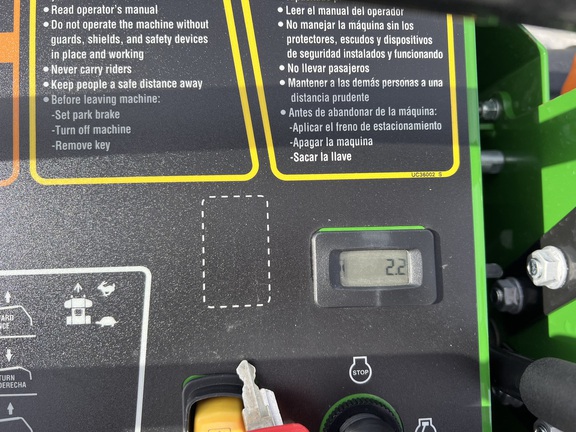 • Read operator's manual
• Do not operate the machine without
guards, shields, and safety devices
in place and working
• Never carry riders
• Keep people a safe distance away
• Before leaving machine:
-Set park brake
-Turn off machine
-Remove key
• Leer el manual del operador
• No manejar la máquina sin los
protectores, escudos y dispositivos
de seguridad instalados y funcionando
• No llevar pasajeros
• Mantener a las demás personas a una
distancia prudente
• Antes de abandonar de la máquina:
-Aplicar el freno de estacionamiento
-Apagar la maquina
-Sacar la llave
UC36002 S
2.2
STOP